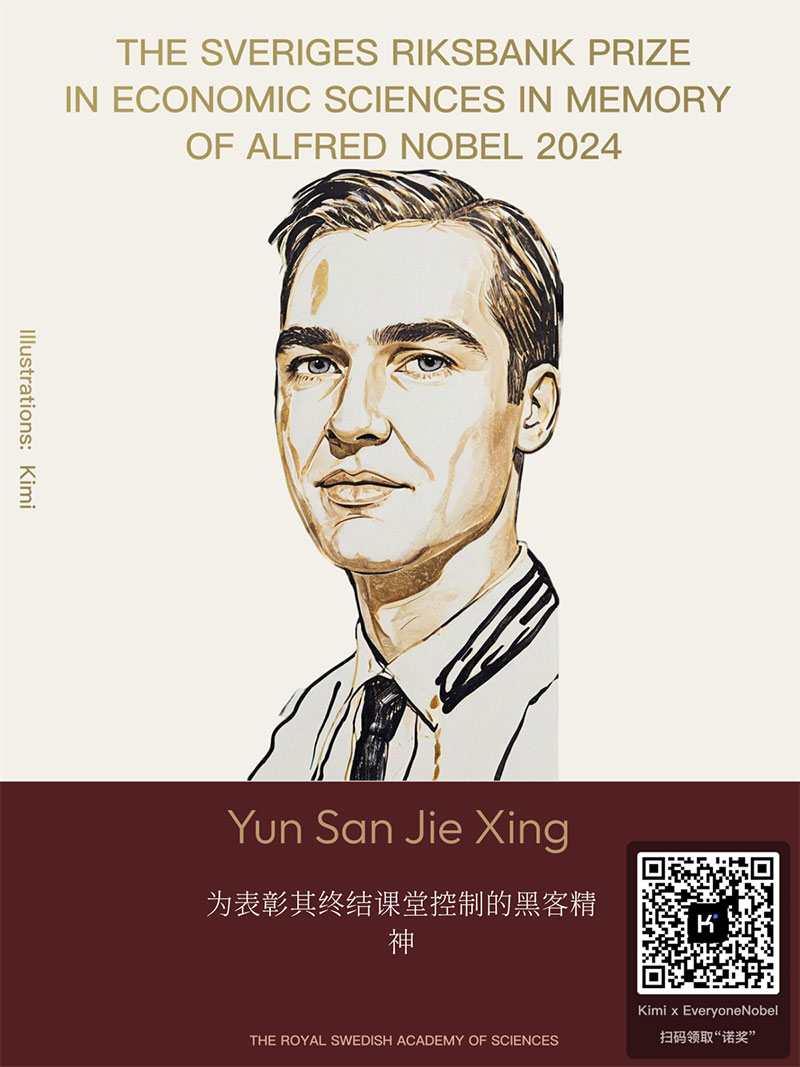 THE SVERIGES RIKSBANK PRIZE
IN ECONOMIC SCIENCES IN MEMORY
OF ALFRED NOBEL 2024
Illustrations: Kimi
Yun San Jie Xing
为表彰其终结课堂控制的黑客精
神
K
Kimi x EveryoneNobel
扫码领取“诺奖”
THE ROYAL SWEDISH ACADEMY OF SCIENCES